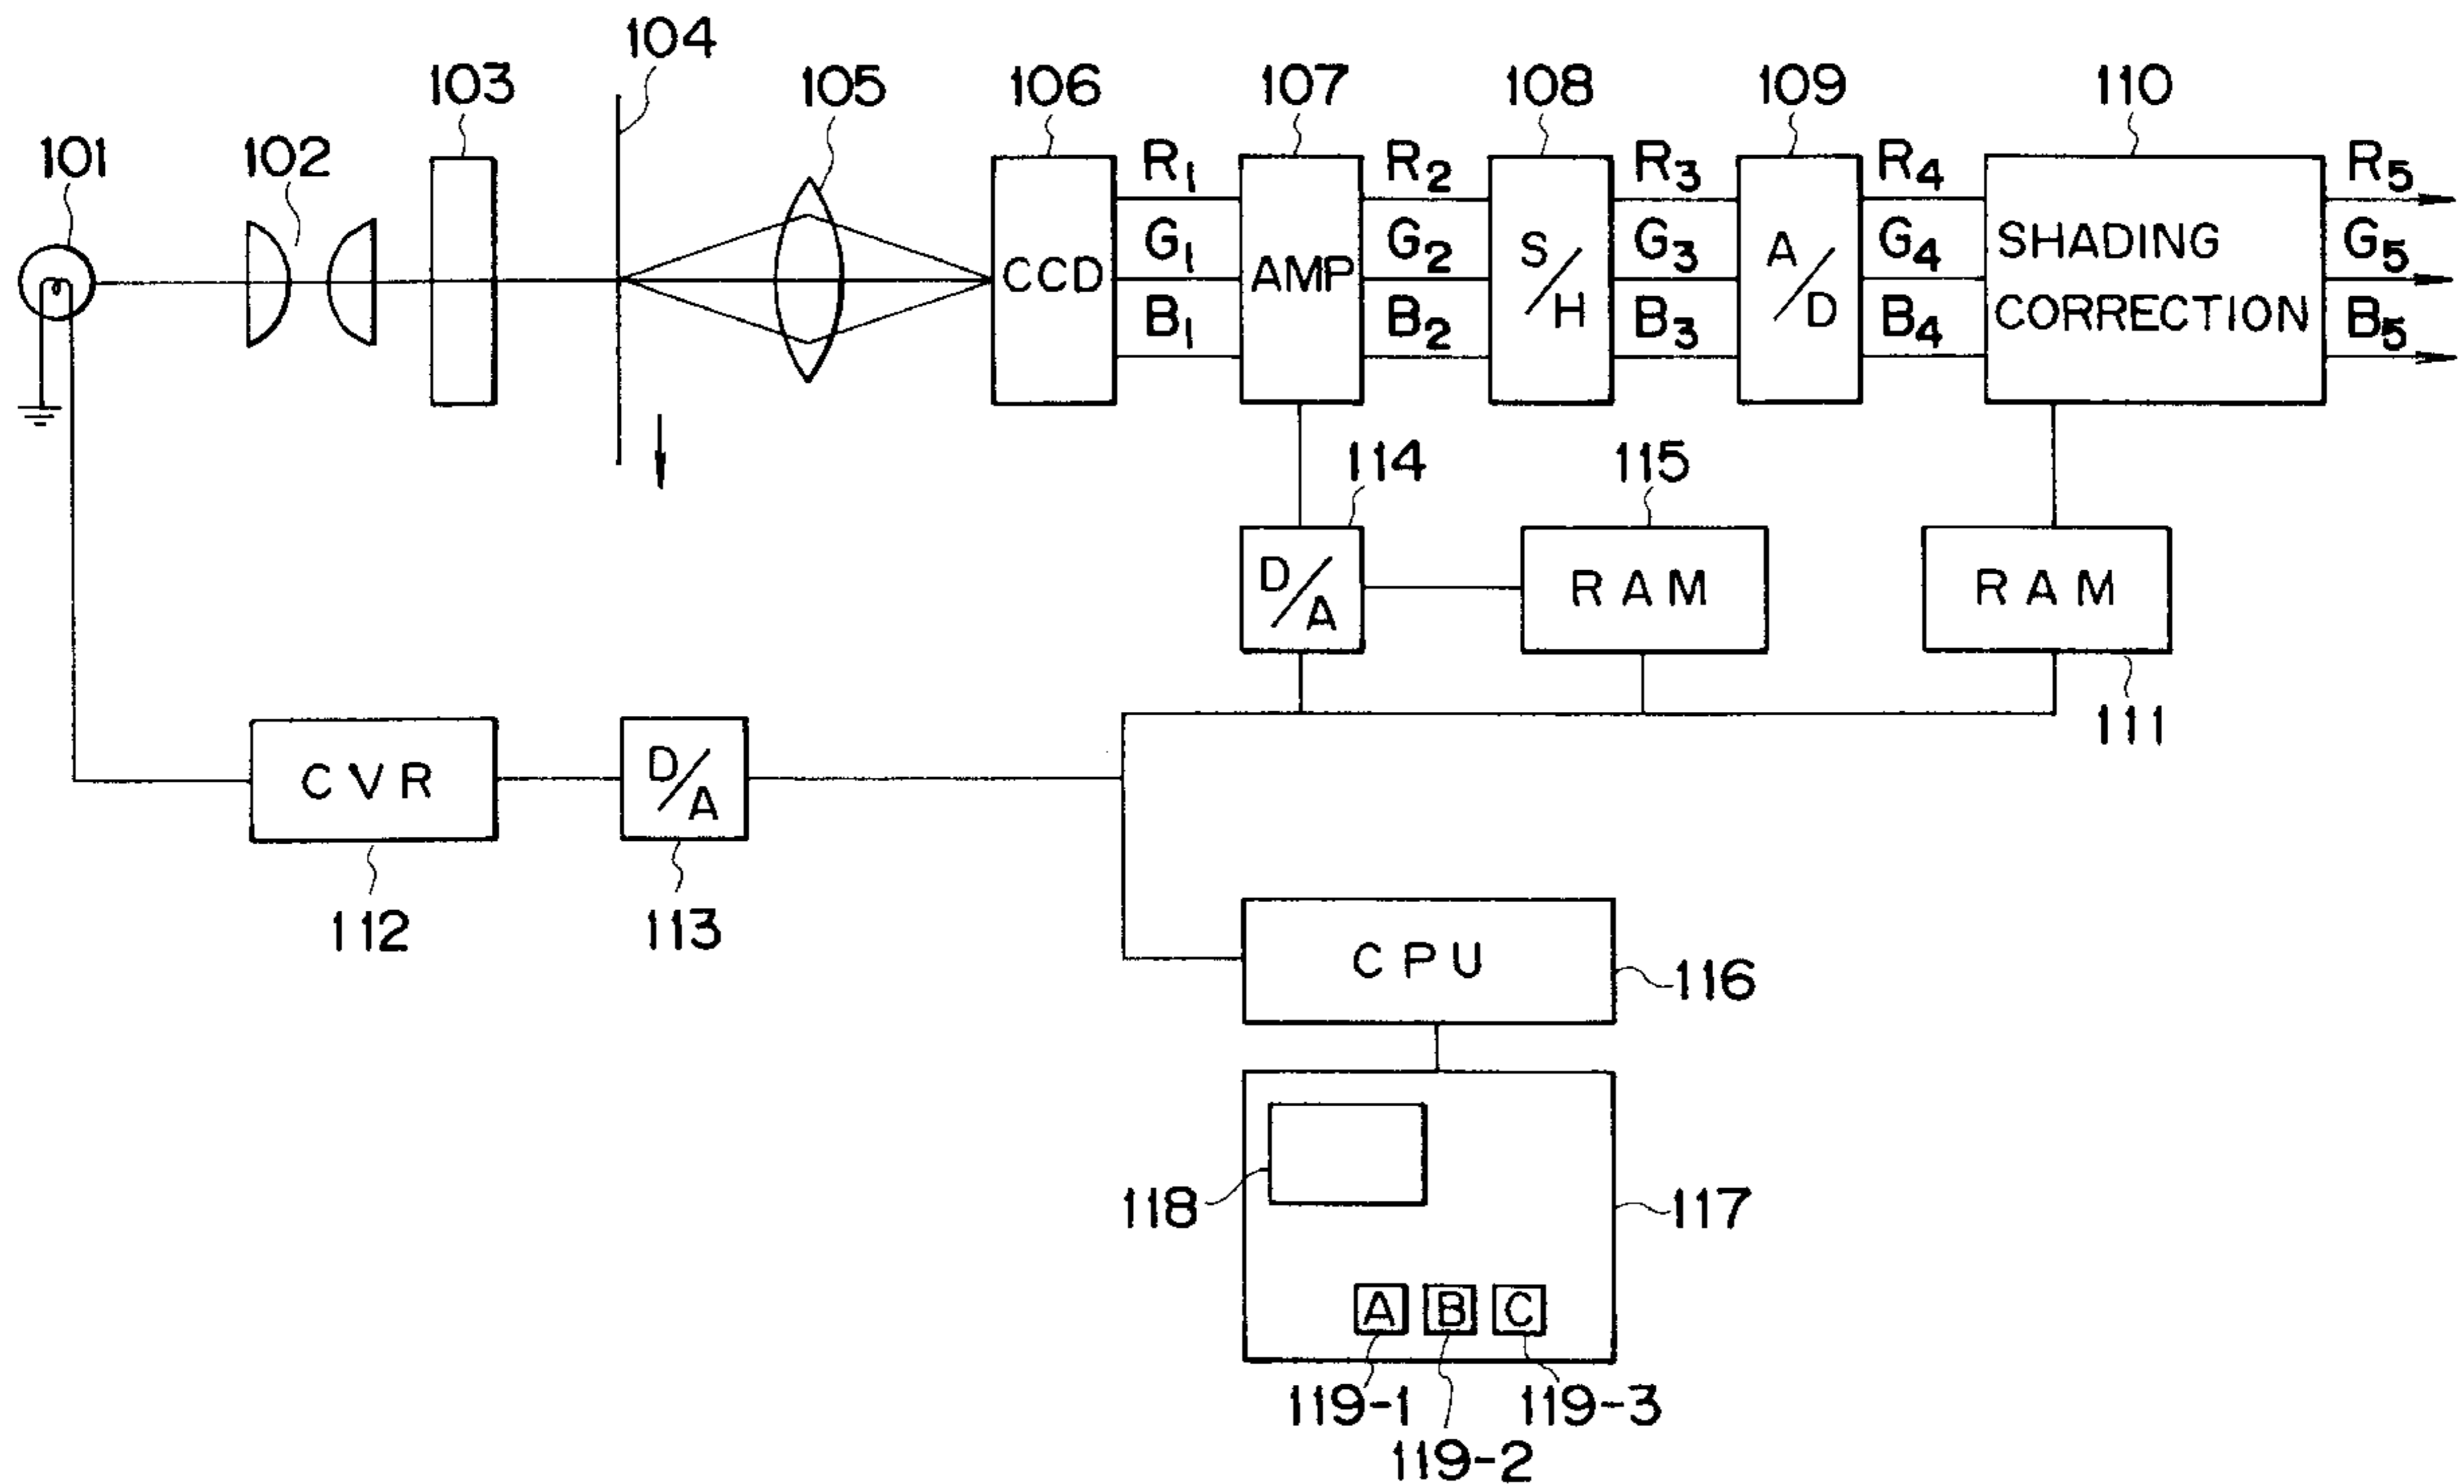 104
103
105
106
107
108
109
110
101
102
R1
R2
R3
R4
R5
G1
G2
G3
G4
G5
B1
B2
B3
B4
B5
CCD
AMP
S/H
A/D
SHADING
CORRECTION
114
115
D/A
RAM
RAM
111
CVR
D/A
112
113
CPU
116
118
117
A
B
C
119-1
119-3
119-2